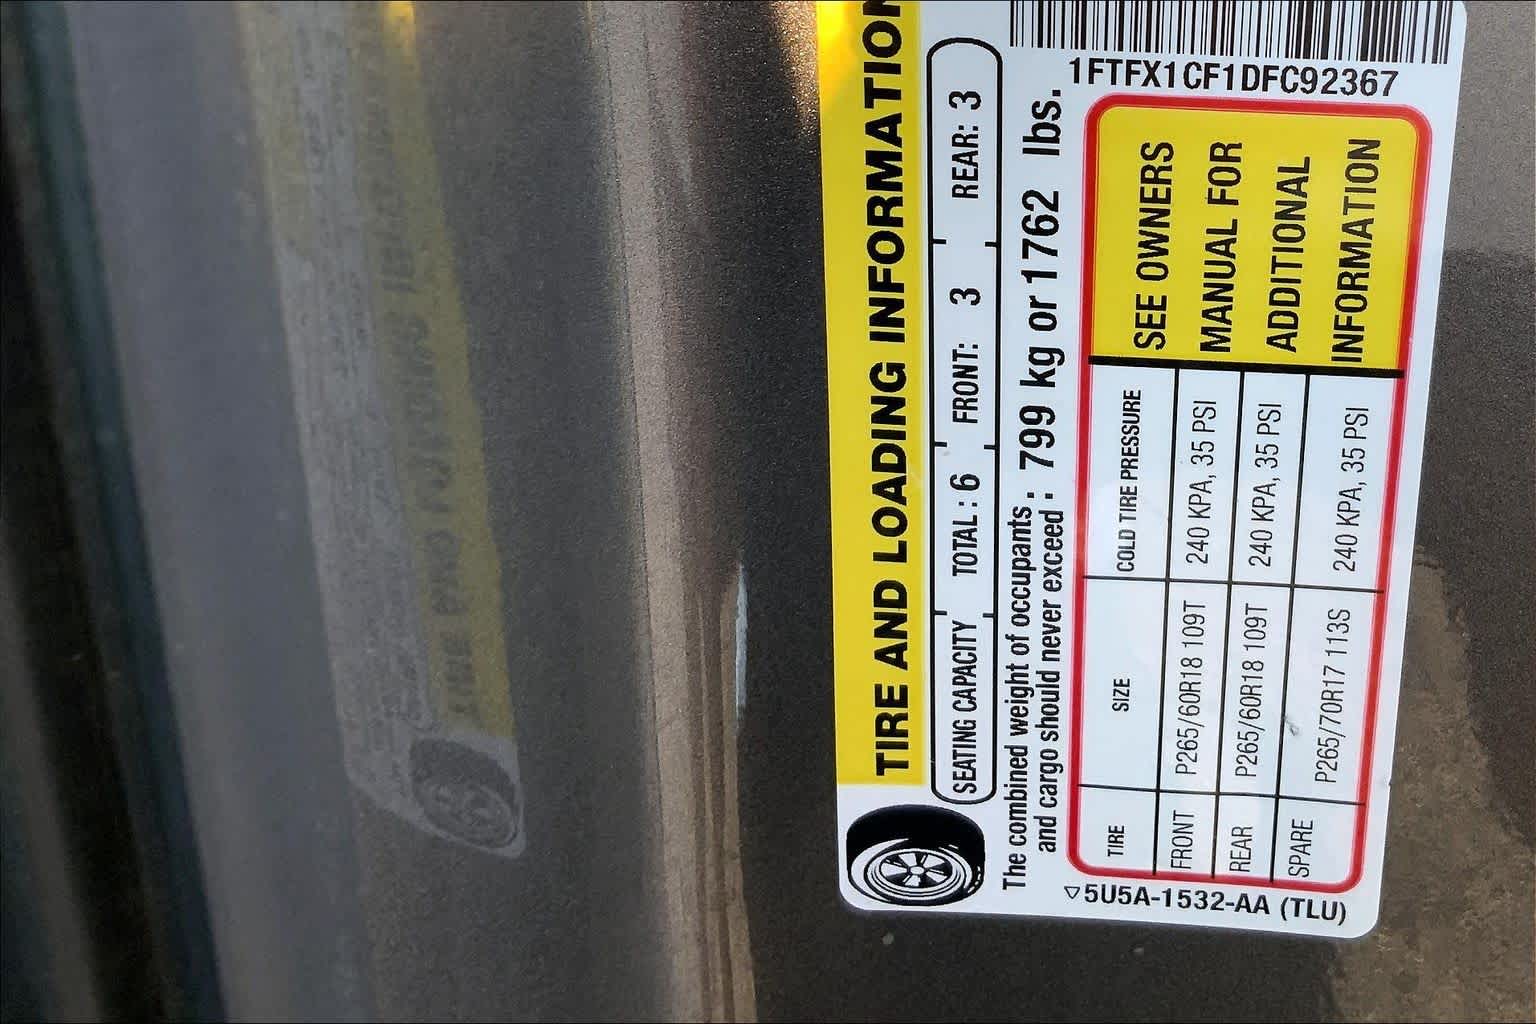 TIRE AND LOADING INFORMATION
SEATING CAPACITY TOTAL : 6 FRONT: 3 REAR: 3
The combined weight of occupants and cargo should never exceed : 799 kg or 1762 lbs.
TIRE SIZE COLD TIRE PRESSURE
FRONT P265/60R18 109T 240 KPA, 35 PSI
REAR P265/60R18 109T 240 KPA, 35 PSI
SPARE P265/70R17 113S 240 KPA, 35 PSI
SEE OWNERS
MANUAL FOR
ADDITIONAL
INFORMATION
5U5A-1532-AA (TLU)
1FTFX1CF1DFC92367